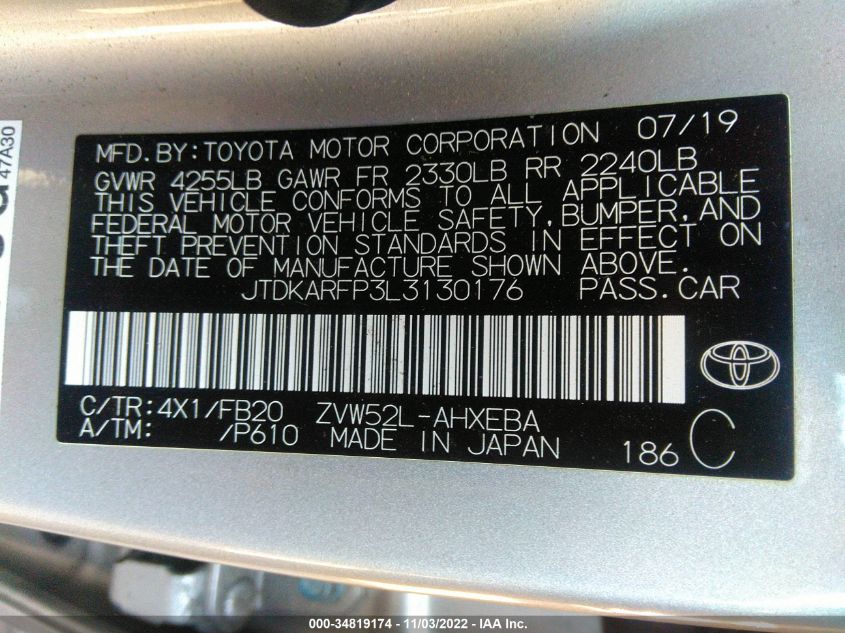 MFD.BY:TOYOTA MOTOR CORPORATION 07/19
GVWR 4255LB GAWR FR 2330LB RR 2240LB
THIS VEHICLE CONFORMS TO ALL APPLICABLE
FEDERAL MOTOR VEHICLE SAFETY,BUMPER,AND
THEFT PREVENTION STANDARDS IN EFFECT ON
THE DATE OF MANUFACTURE SHOWN ABOVE.
JTDKARFP3L3130176 PASS.CAR
C/TR:4X1/FB20 ZVW52L-AHXEBA
A/TM: /P610 MADE IN JAPAN 186 C
47A30
000-34819174 - 11/03/2022 - IAA Inc.